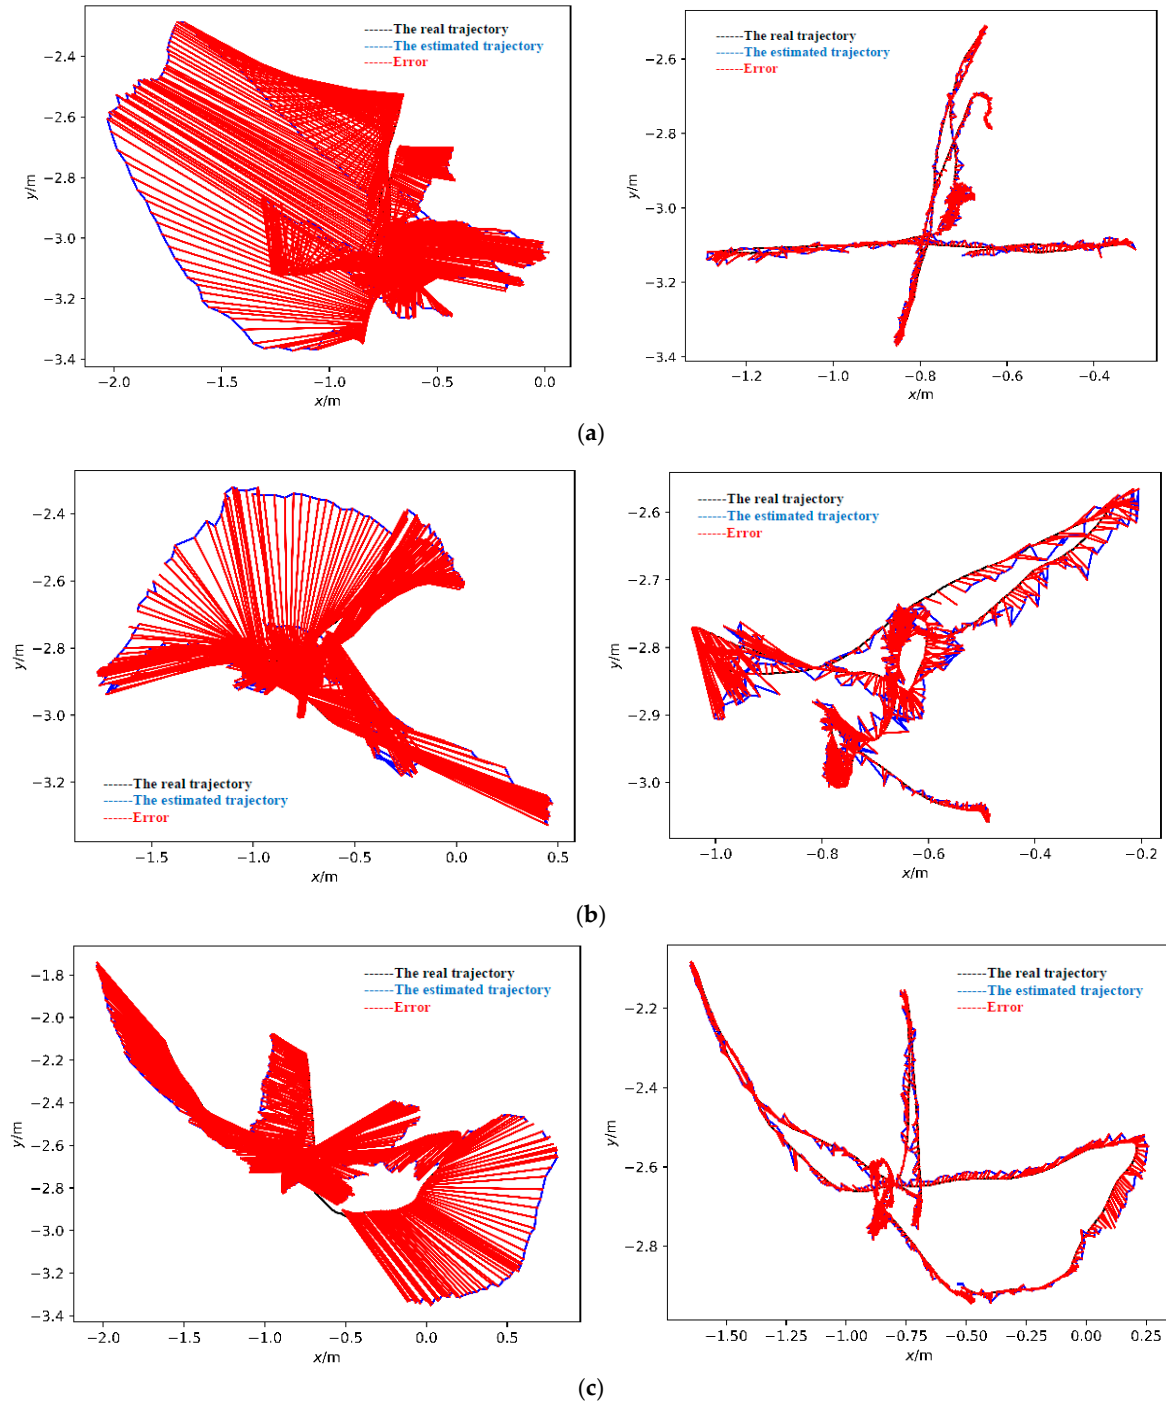 ------The real trajectory
------The estimated trajectory
------Error
−2.4
−2.6
−2.8
−3.0
−3.2
−3.4
y/m
−2.0
−1.5
−1.0
−0.5
0.0
x/m
------The real trajectory
------The estimated trajectory
------Error
−2.6
−2.8
−3.0
−3.2
−3.4
y/m
−1.2
−1.0
−0.8
−0.6
−0.4
x/m
(a)
−2.4
−2.6
−2.8
−3.0
−3.2
y/m
------The real trajectory
------The estimated trajectory
------Error
−1.5
−1.0
−0.5
0.0
0.5
x/m
------The real trajectory
------The estimated trajectory
------Error
−2.6
−2.7
−2.8
−2.9
−3.0
y/m
−1.0
−0.8
−0.6
−0.4
−0.2
x/m
(b)
------The real trajectory
------The estimated trajectory
------Error
−1.8
−2.0
−2.2
−2.4
−2.6
−2.8
−3.0
−3.2
−3.4
y/m
−2.0
−1.5
−1.0
−0.5
0.0
0.5
x/m
------The real trajectory
------The estimated trajectory
------Error
−2.2
−2.4
−2.6
−2.8
y/m
−1.50
−1.25
−1.00
−0.75
−0.50
−0.25
0.00
0.25
x/m
(c)